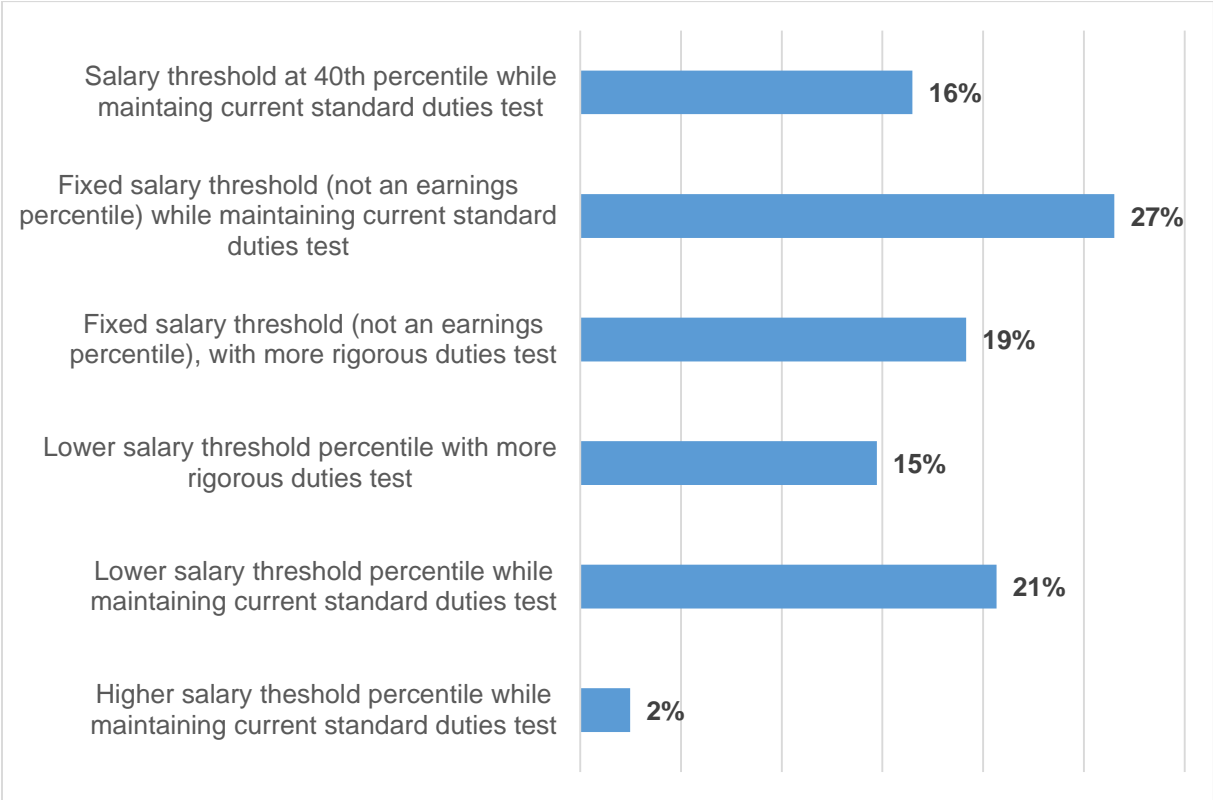 Salary threshold at 40th percentile while
maintaing current standard duties test
16%
Fixed salary threshold (not an earnings
percentile) while maintaining current standard
duties test
27%
Fixed salary threshold (not an earnings
percentile), with more rigorous duties test
19%
Lower salary threshold percentile with more
rigorous duties test
15%
Lower salary threshold percentile while
maintaining current standard duties test
21%
Higher salary theshold percentile while
maintaining current standard duties test
2%